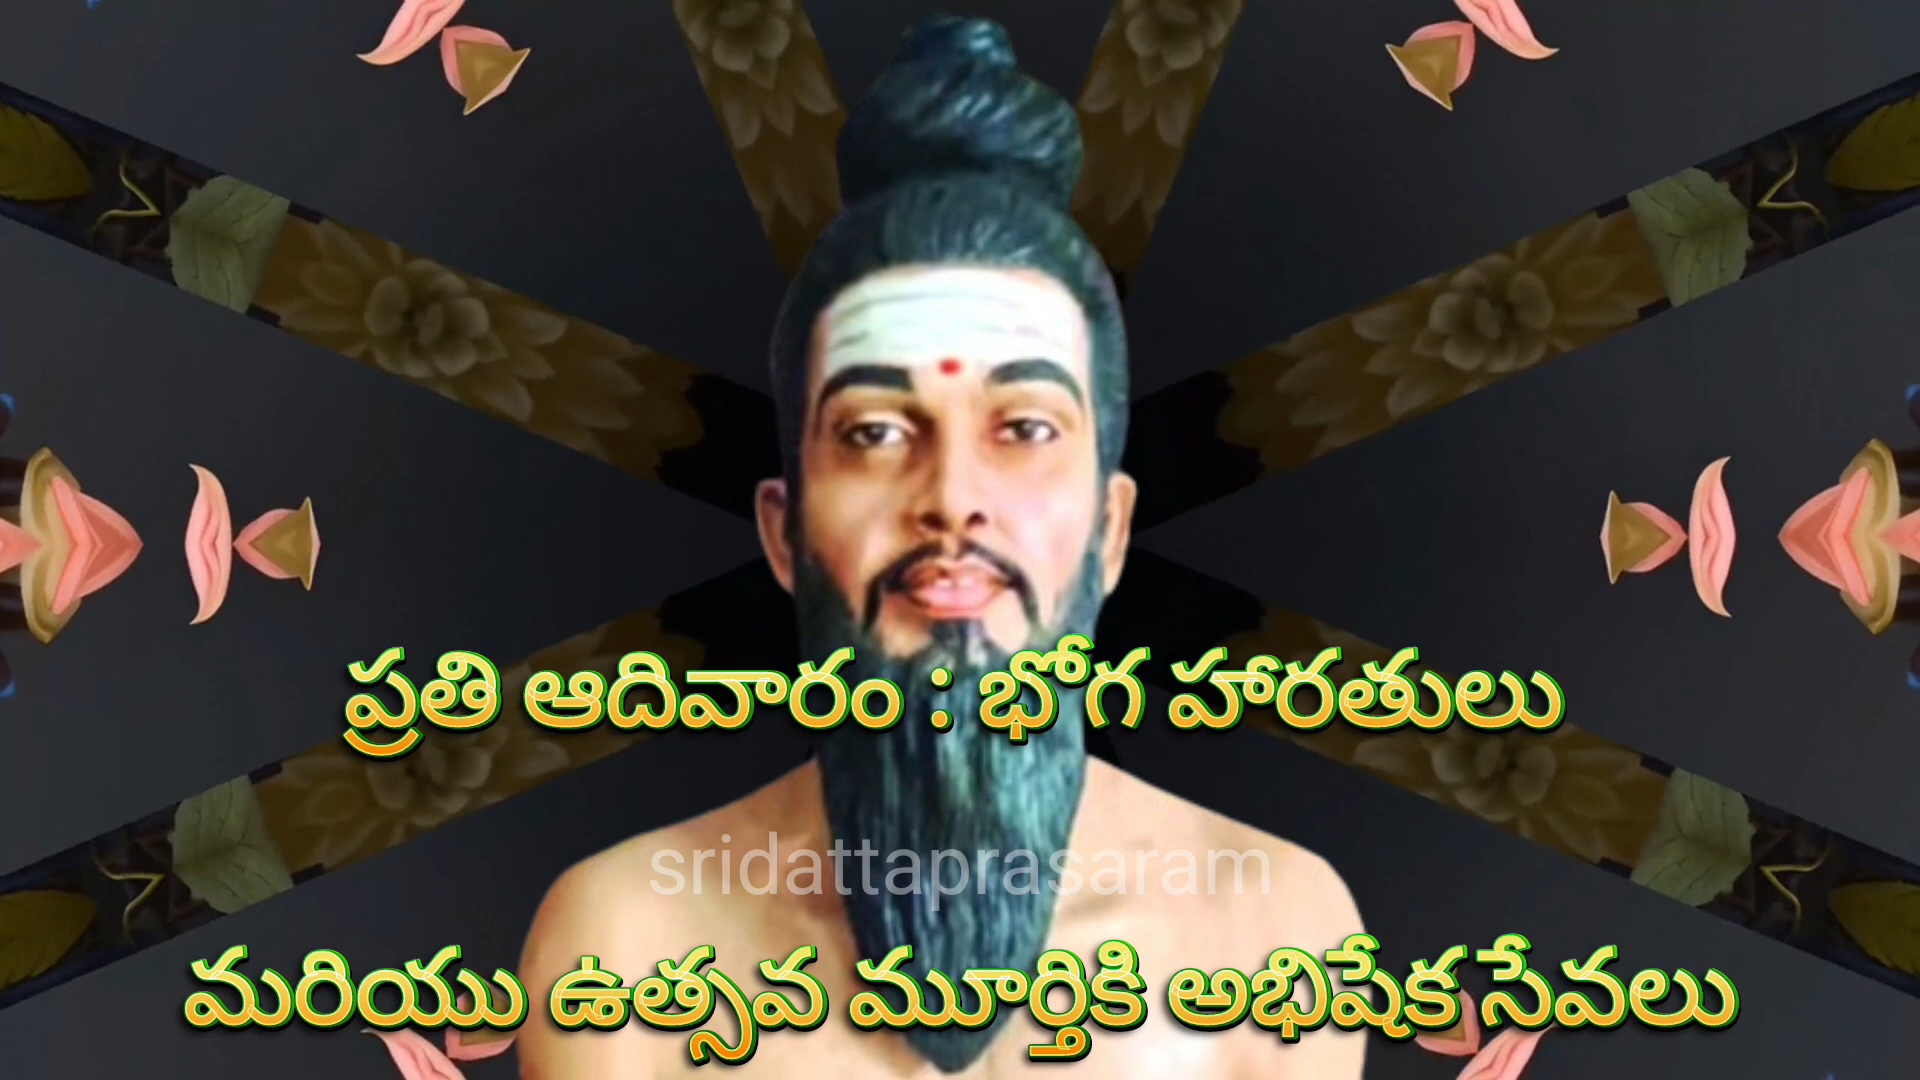 ప్రతి ఆదివారం : భోగ హారతులు
sridattaprasaram
మరియు ఉత్సవ మూర్తికి అభిషేక సేవలు